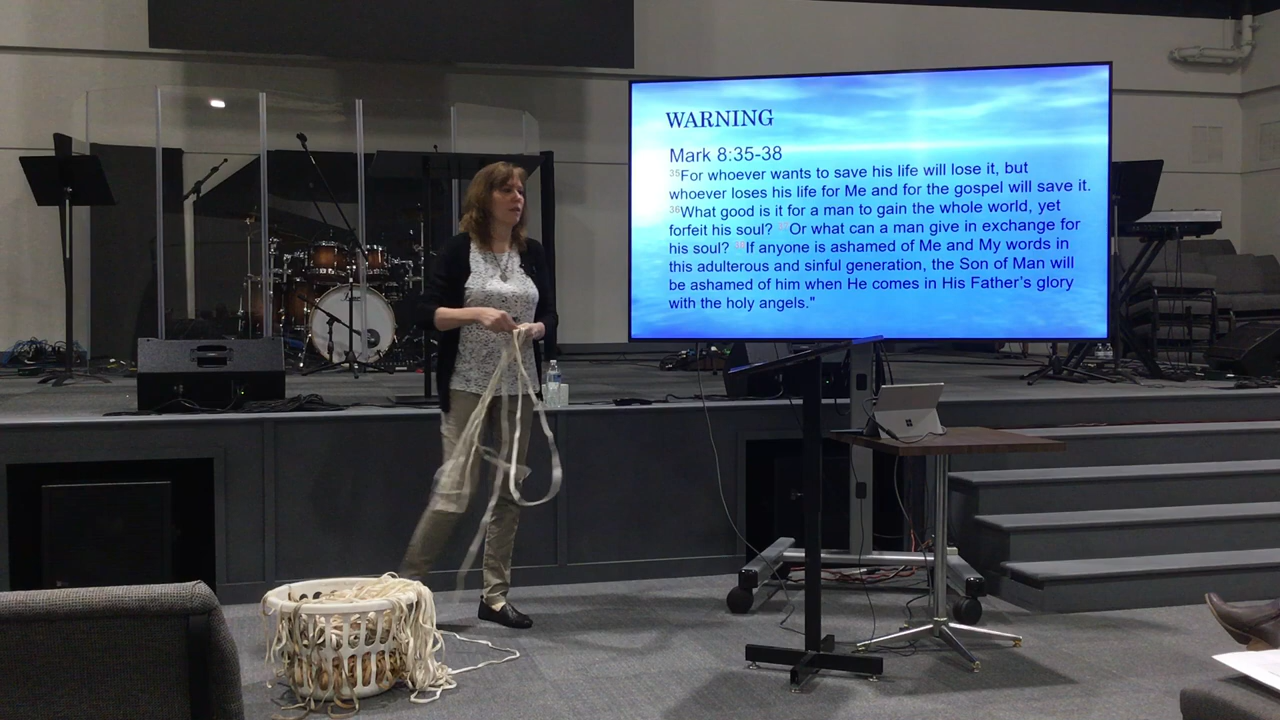 WARNING
Mark 8:35-38
35For whoever wants to save his life will lose it, but
whoever loses his life for Me and for the gospel will save it.
36What good is it for a man to gain the whole world, yet
forfeit his soul? Or what can a man give in exchange for
his soul? If anyone is ashamed of Me and My words in
this adulterous and sinful generation, the Son of Man will
be ashamed of him when He comes in His Father's glory
with the holy angels."